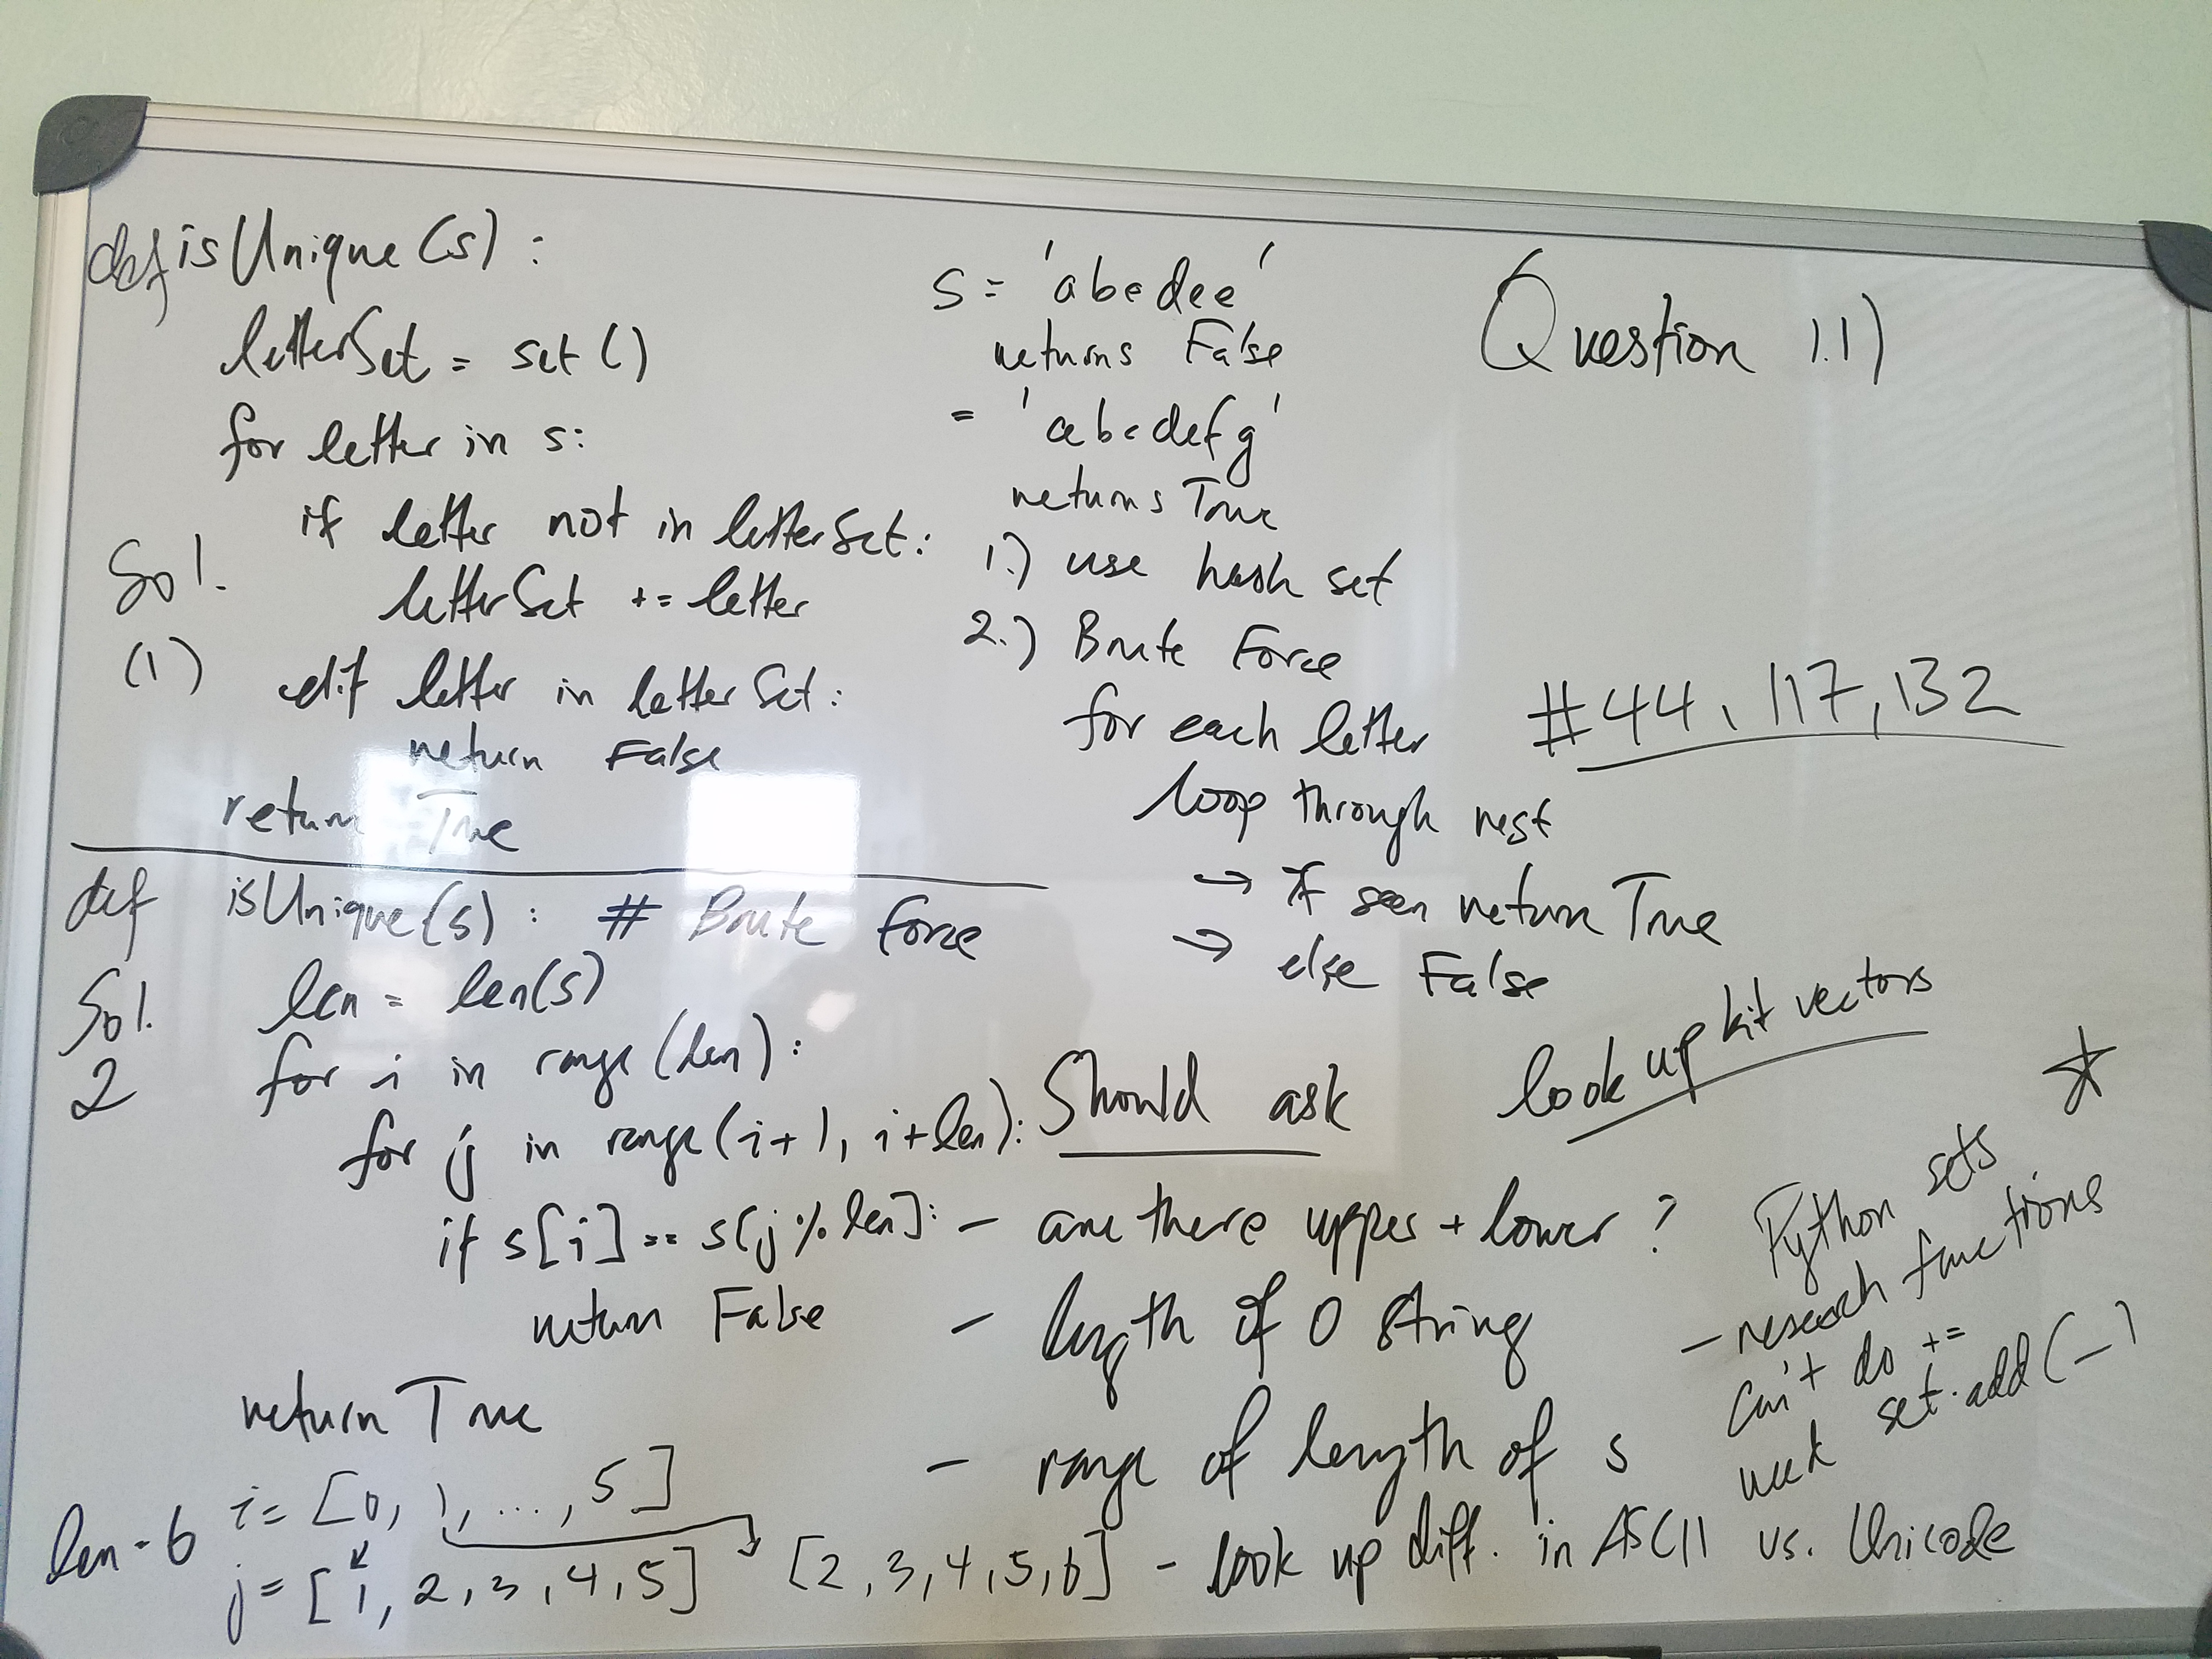 def isUnique(s):
letterSet = set()
for letter in s:
if letter not in letterSet:
letterSet += letter
elif letter in letterSet:
return False
return True
Sol.
(1)
s = 'abcdee'
returns False
= 'abcdefg'
returns True
1.) use hash set
2.) Brute Force
for each letter
loop through rest
→ if seen return True
→ else False
Question 1.1)
#44, 117, 132
def isUnique(s): # Brute force
Sol.
2
len = len(s)
for i in range(len):
for j in range(i+1, i+len):
if s[i] == s[j%len]:
return False
return True
len = 6
i = [0, 1, ..., 5]
j = [1, 2, 3, 4, 5] [2, 3, 4, 5, 6]
Should ask
- are there upper + lower?
- length of 0 string
- range of length of s
- look up diff. in ASCII vs. Unicode
look up bit vectors
Python sets
- research functions
can't do +=
need set.add(_)